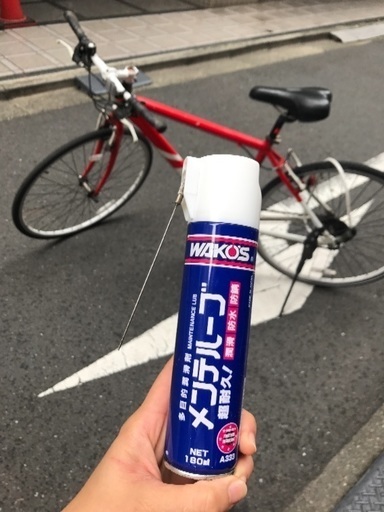 WAKO'S
メンテルーブ
多目的潤滑剤 MAINTENANCE LUB
超耐久!
潤滑 防水 防錆
NET
180ml
A333